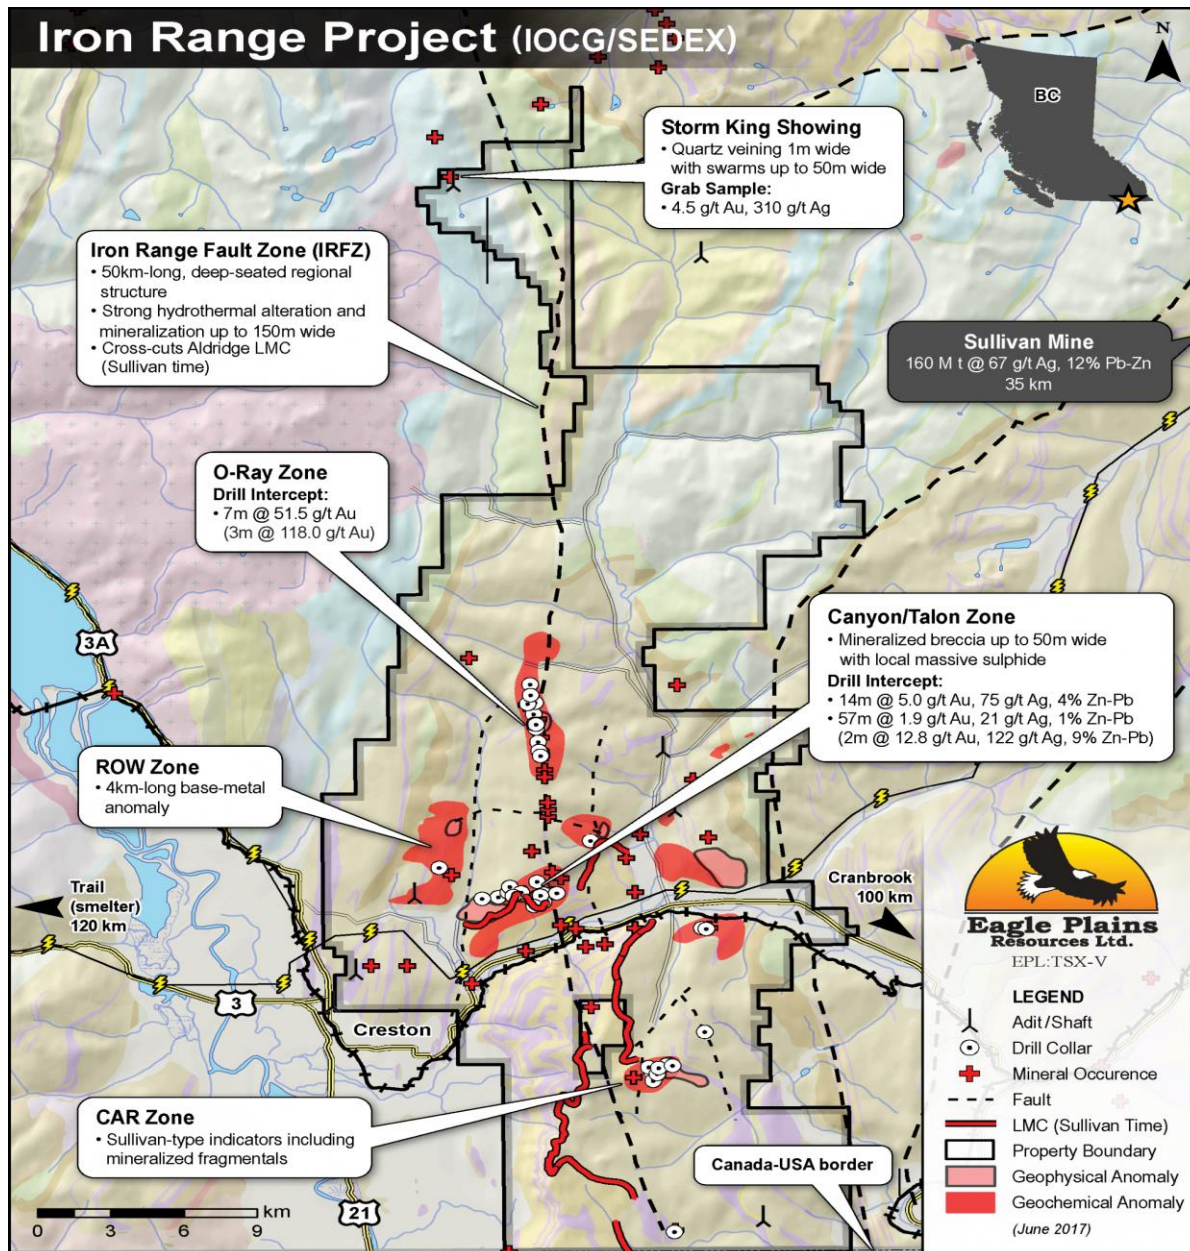 Iron Range Project (IOCG/SEDEX)
N
BC
Storm King Showing
• Quartz veining 1m wide
with swarms up to 50m wide
Grab Sample:
• 4.5 g/t Au, 310 g/t Ag
Iron Range Fault Zone (IRFZ)
• 50km-long, deep-seated regional
structure
• Strong hydrothermal alteration and
mineralization up to 150m wide
• Cross-cuts Aldridge LMC
(Sullivan time)
Sullivan Mine
160 M t @ 67 g/t Ag, 12% Pb-Zn
35 km
O-Ray Zone
Drill Intercept:
• 7m @ 51.5 g/t Au
(3m @ 118.0 g/t Au)
Canyon/Talon Zone
• Mineralized breccia up to 50m wide
with local massive sulphide
Drill Intercept:
• 14m @ 5.0 g/t Au, 75 g/t Ag, 4% Zn-Pb
• 57m @ 1.9 g/t Au, 21 g/t Ag, 1% Zn-Pb
(2m @ 12.8 g/t Au, 122 g/t Ag, 9% Zn-Pb)
3A
ROW Zone
• 4km-long base-metal
anomaly
Trail
(smelter)
120 km
Cranbrook
100 km
Eagle Plains
Resources Ltd.
EPL:TSX-V
3
Creston
LEGEND
Adit/Shaft
Drill Collar
Mineral Occurence
Fault
LMC (Sullivan Time)
Property Boundary
Geophysical Anomaly
Geochemical Anomaly
(June 2017)
CAR Zone
• Sullivan-type indicators including
mineralized fragmentals
Canada-USA border
km
0 3 6 9
21